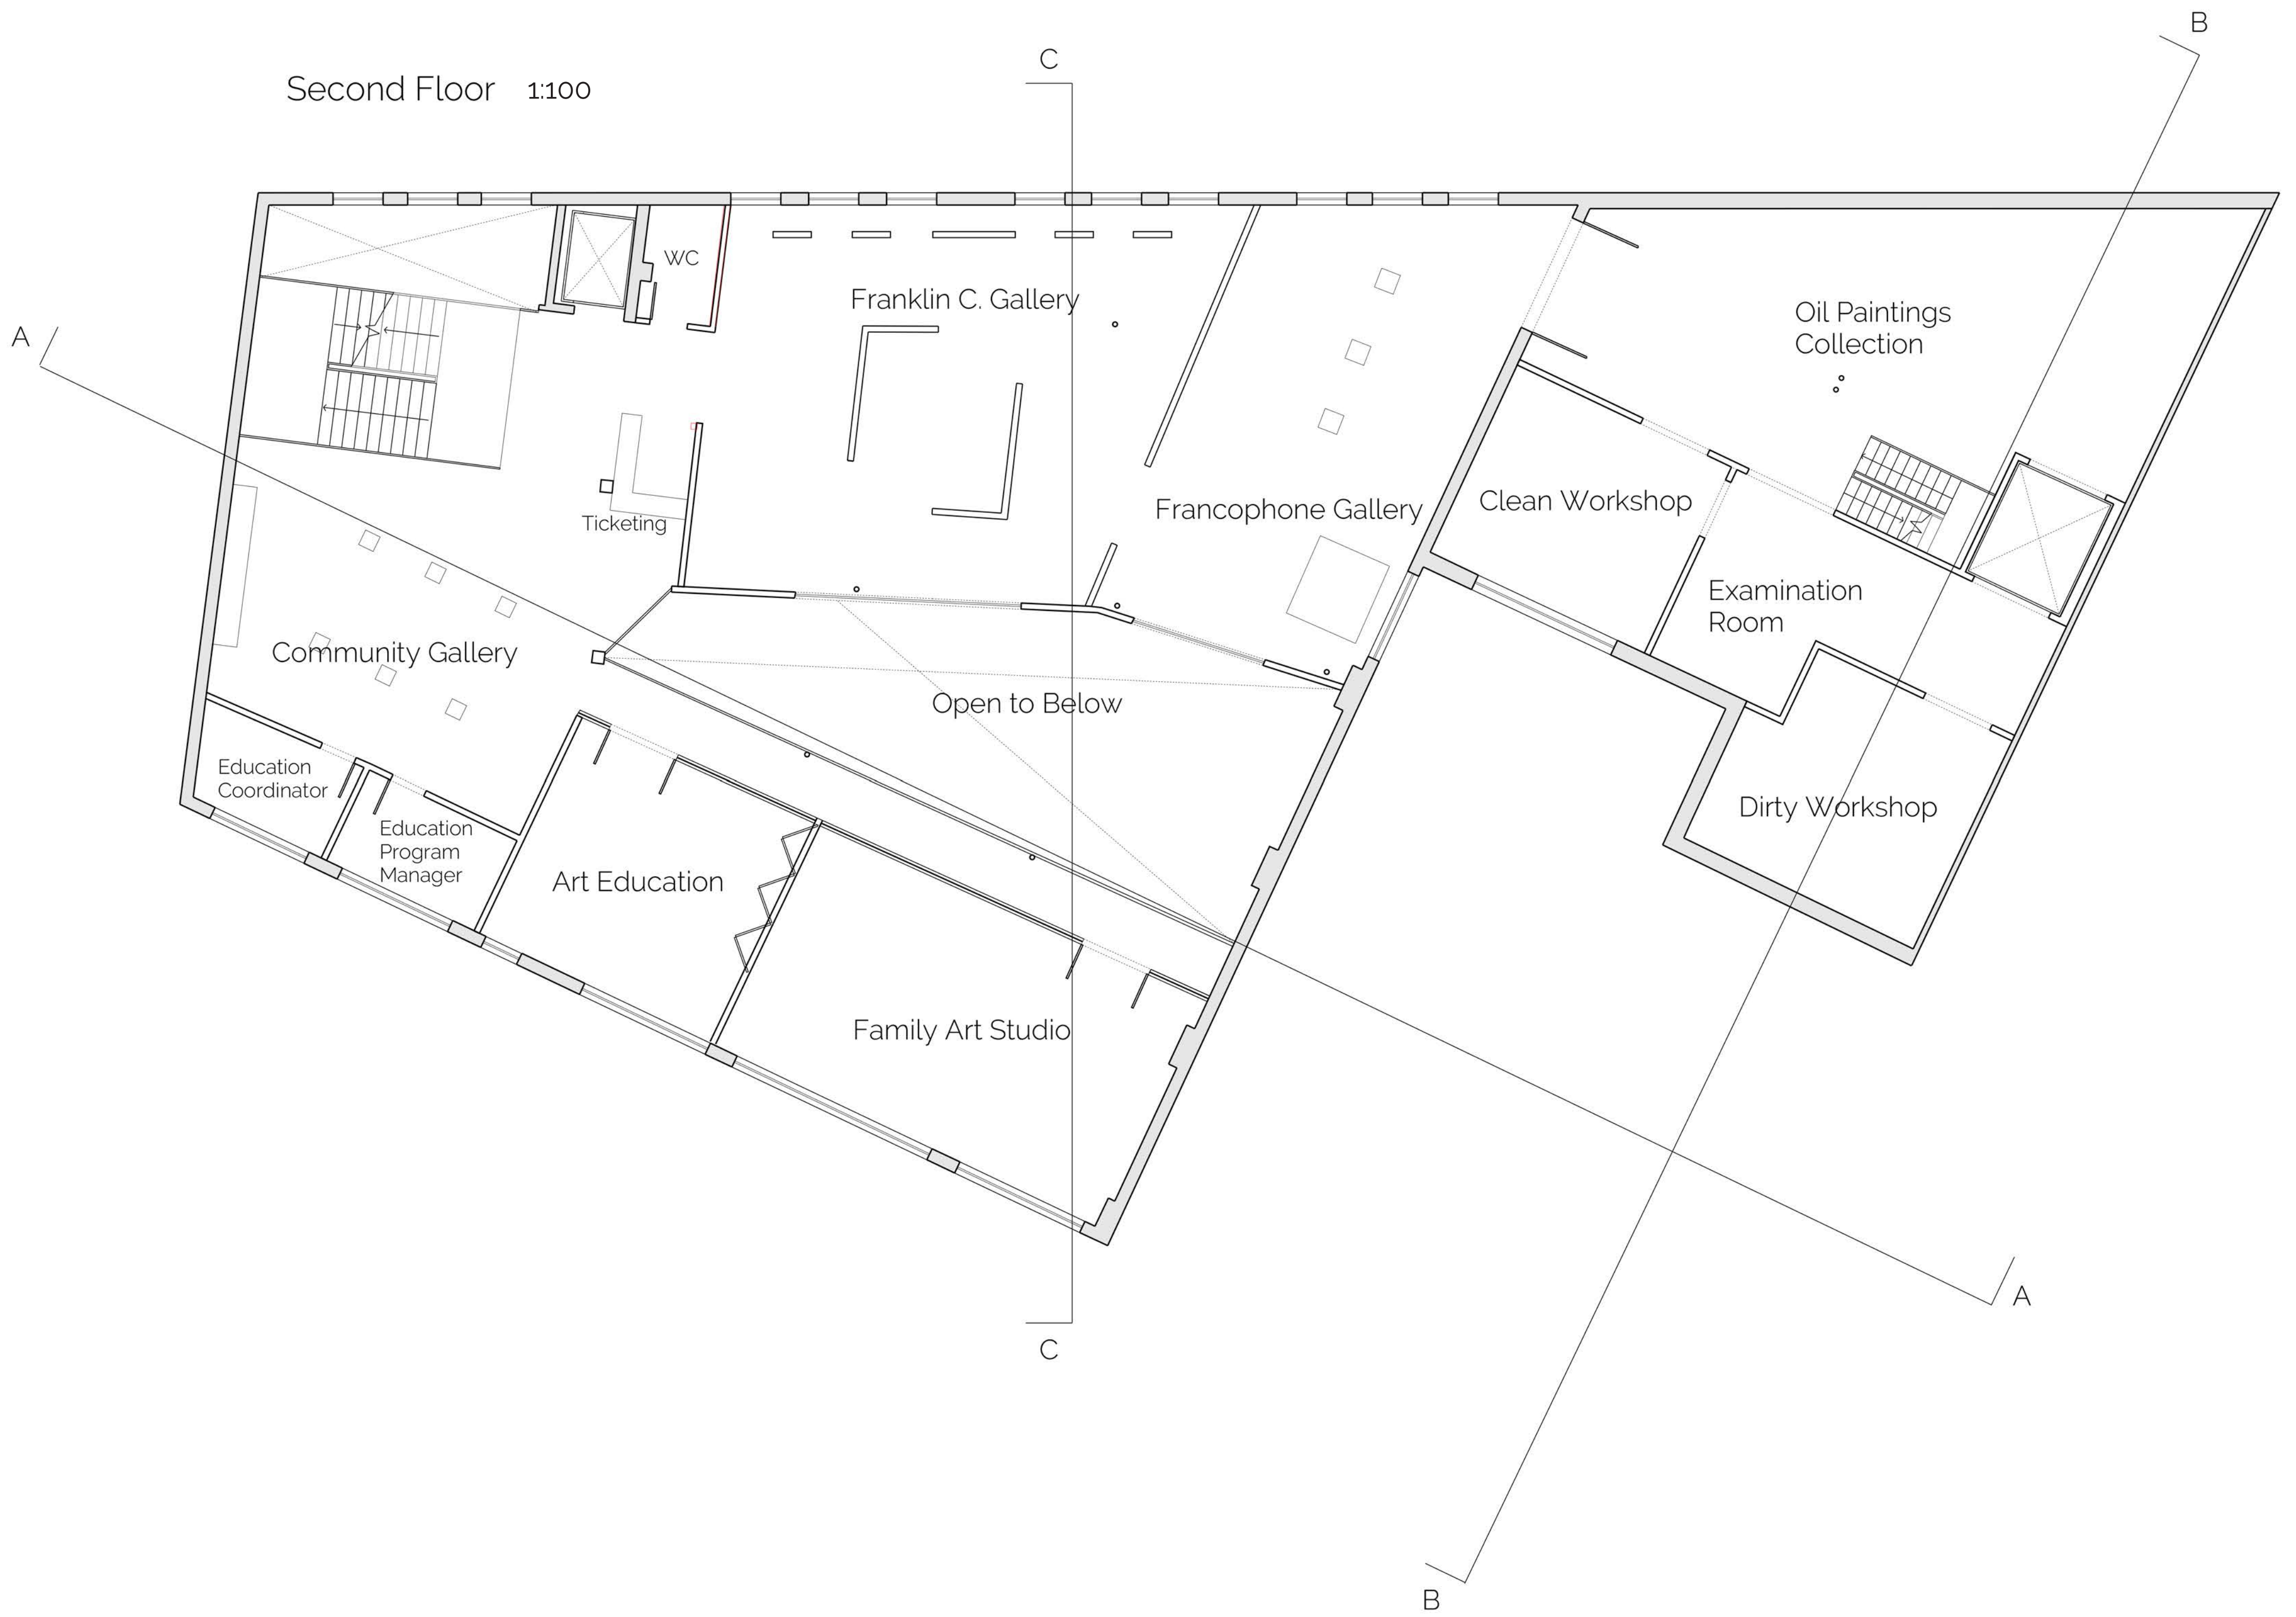 B
C
Second Floor 1:100
WC
Franklin C. Gallery
Oil Paintings
Collection
A
Clean Workshop
Francophone Gallery
Ticketing
Examination
Room
Community Gallery
Open to Below
Education
Coordinator
Dirty Workshop
Education
Program
Manager
Art Education
Family Art Studio
A
C
B